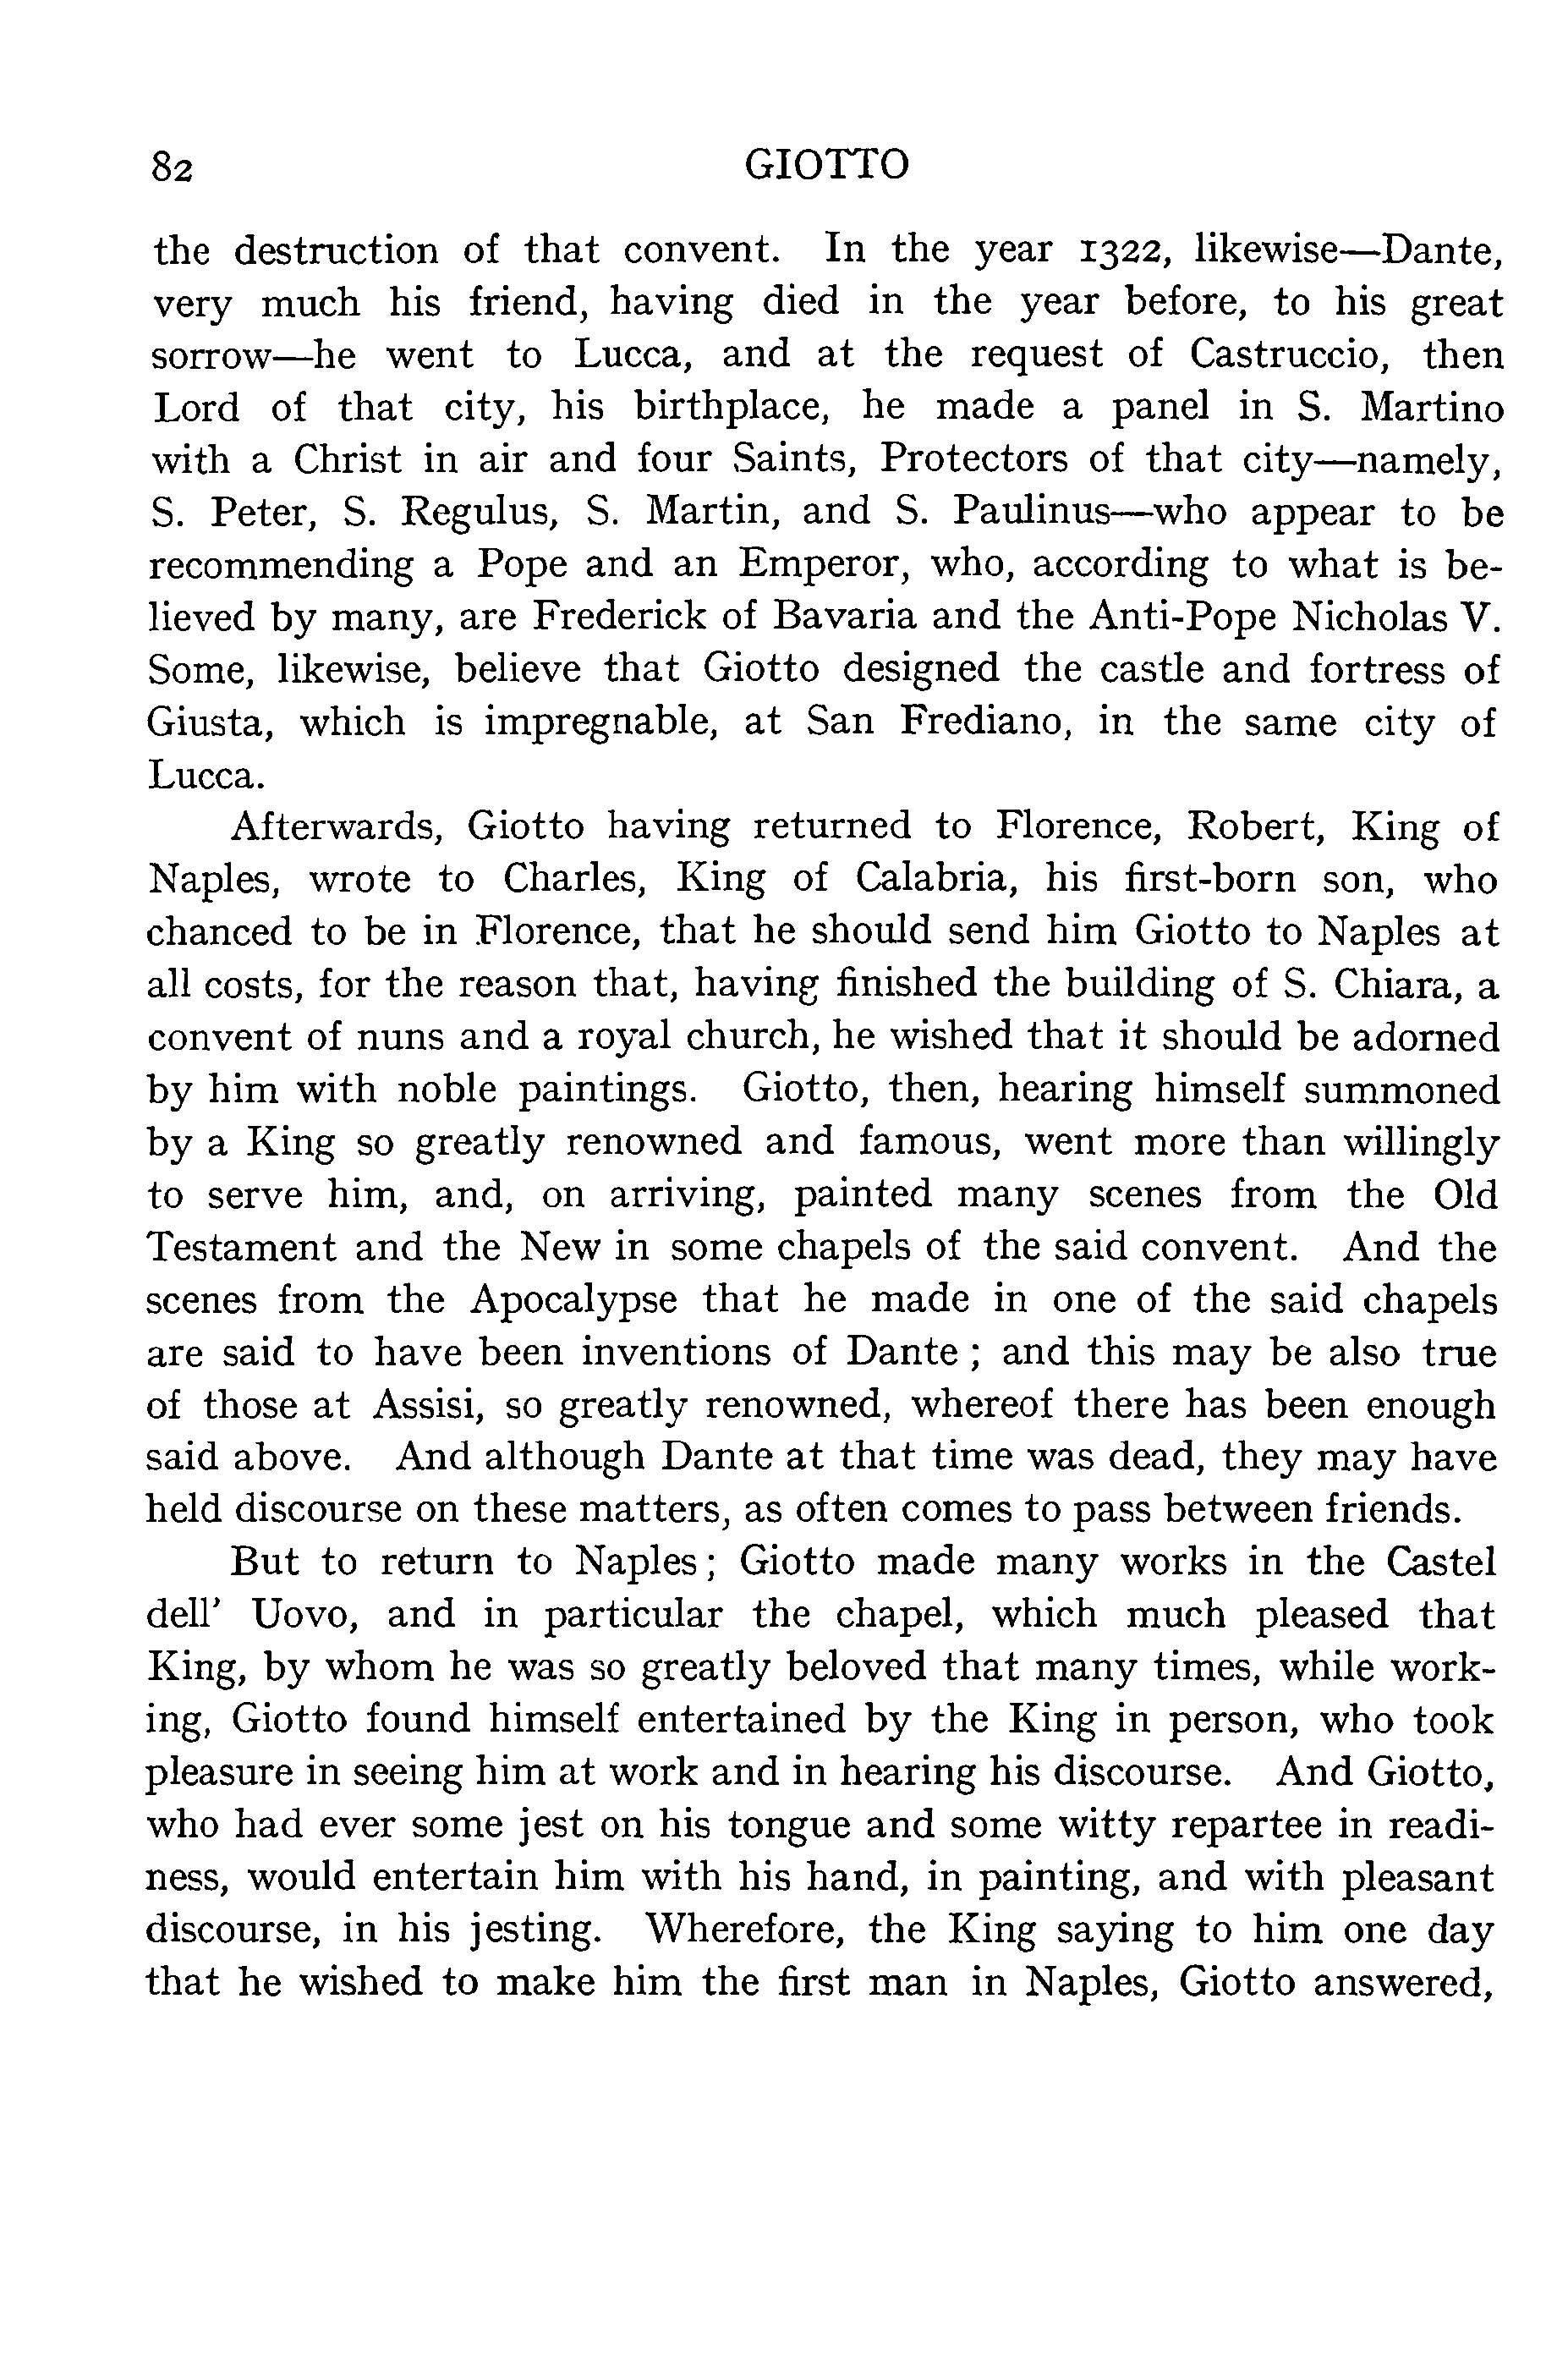 82 GIOTTO
the destruction of that convent. In the year 1322, likewise—Dante,
very much his friend, having died in the year before, to his great
sorrow—he went to Lucca, and at the request of Castruccio, then
Lord of that city, his birthplace, he made a panel in S. Martino
with a Christ in air and four Saints, Protectors of that city—namely,
S. Peter, S. Regulus, S. Martin, and S. Paulinus—who appear to be
recommending a Pope and an Emperor, who, according to what is be-
lieved by many, are Frederick of Bavaria and the Anti-Pope Nicholas V.
Some, likewise, believe that Giotto designed the castle and fortress of
Giusta, which is impregnable, at San Frediano, in the same city of
Lucca.
Afterwards, Giotto having returned to Florence, Robert, King of
Naples, wrote to Charles, King of Calabria, his first-born son, who
chanced to be in Florence, that he should send him Giotto to Naples at
all costs, for the reason that, having finished the building of S. Chiara, a
convent of nuns and a royal church, he wished that it should be adorned
by him with noble paintings. Giotto, then, hearing himself summoned
by a King so greatly renowned and famous, went more than willingly
to serve him, and, on arriving, painted many scenes from the Old
Testament and the New in some chapels of the said convent. And the
scenes from the Apocalypse that he made in one of the said chapels
are said to have been inventions of Dante ; and this may be also true
of those at Assisi, so greatly renowned, whereof there has been enough
said above. And although Dante at that time was dead, they may have
held discourse on these matters, as often comes to pass between friends.
But to return to Naples ; Giotto made many works in the Castel
dell' Uovo, and in particular the chapel, which much pleased that
King, by whom he was so greatly beloved that many times, while work-
ing, Giotto found himself entertained by the King in person, who took
pleasure in seeing him at work and in hearing his discourse. And Giotto,
who had ever some jest on his tongue and some witty repartee in readi-
ness, would entertain him with his hand, in painting, and with pleasant
discourse, in his jesting. Wherefore, the King saying to him one day
that he wished to make him the first man in Naples, Giotto answered,